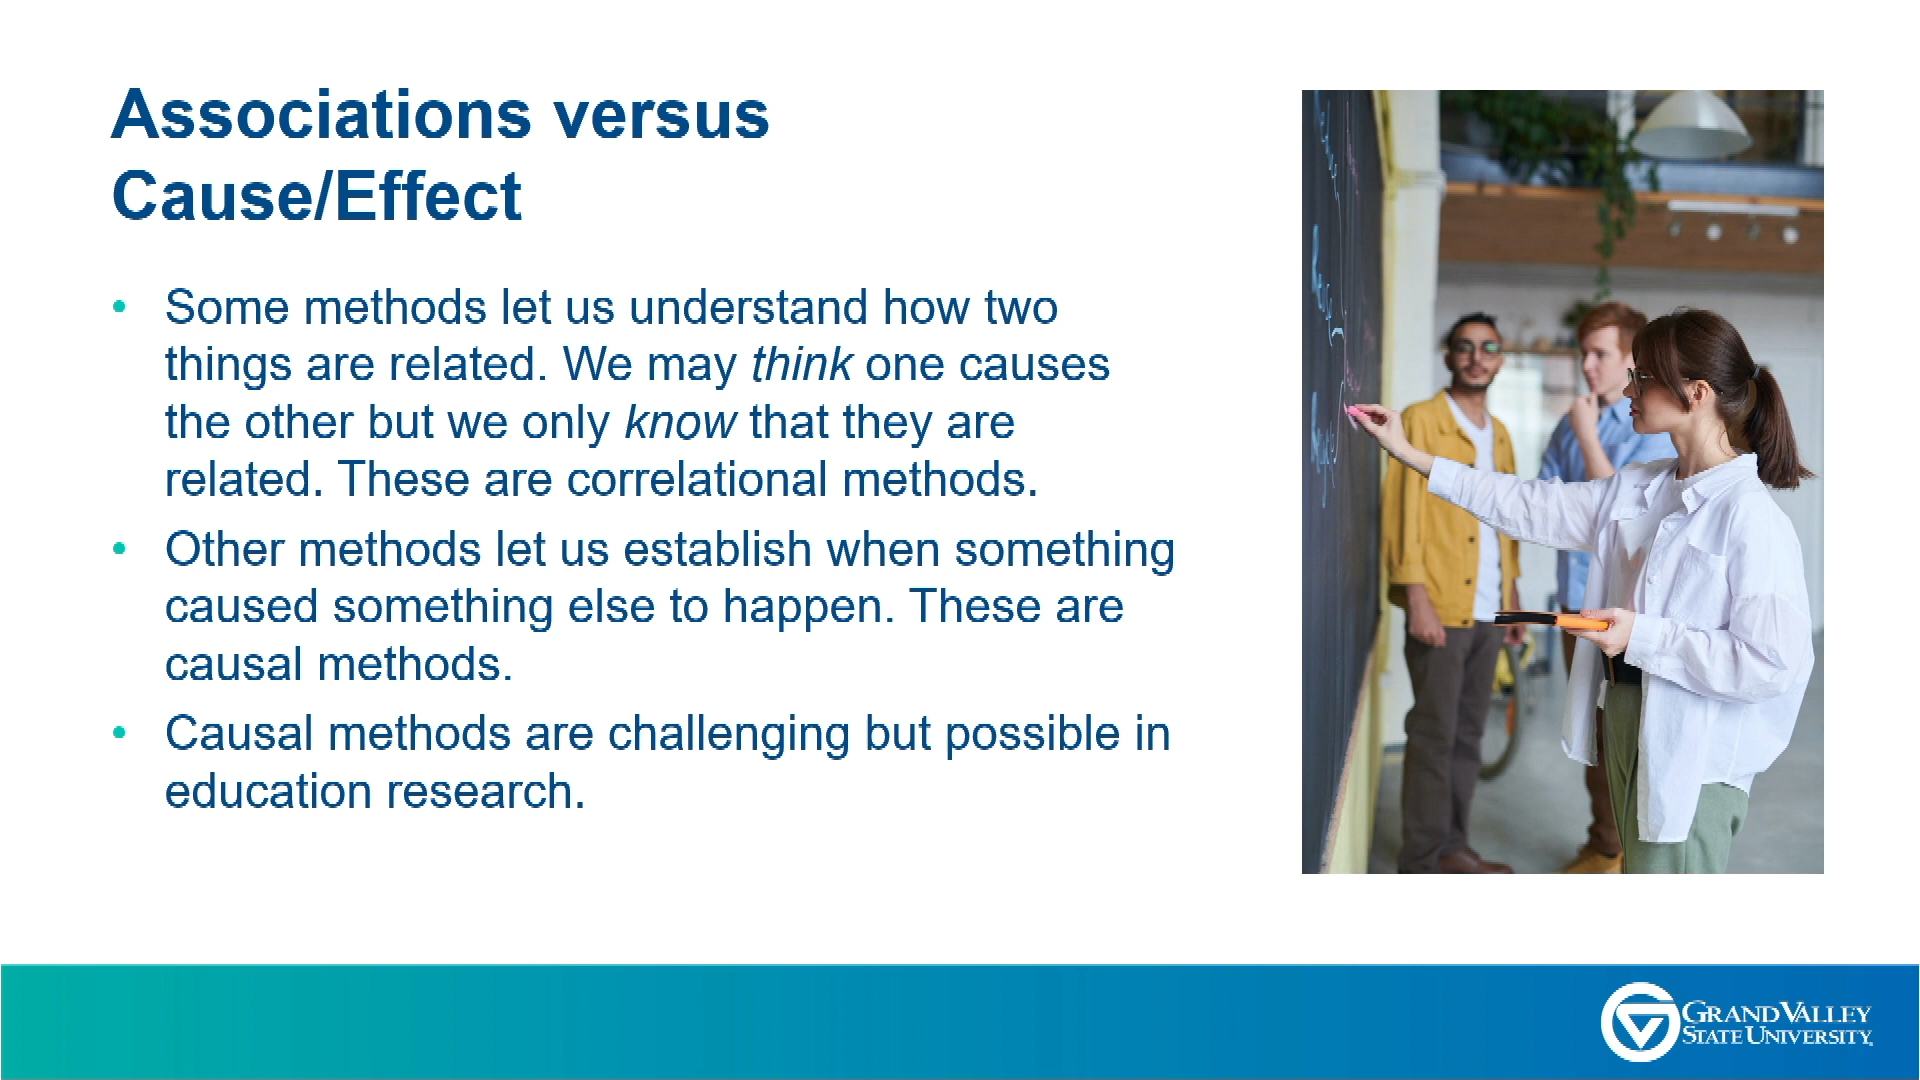 Associations versus
Cause/Effect
• Some methods let us understand how two
things are related. We may think one causes
the other but we only know that they are
related. These are correlational methods.
• Other methods let us establish when something
caused something else to happen. These are
causal methods.
• Causal methods are challenging but possible in
education research.
GRAND VALLEY
STATE UNIVERSITY